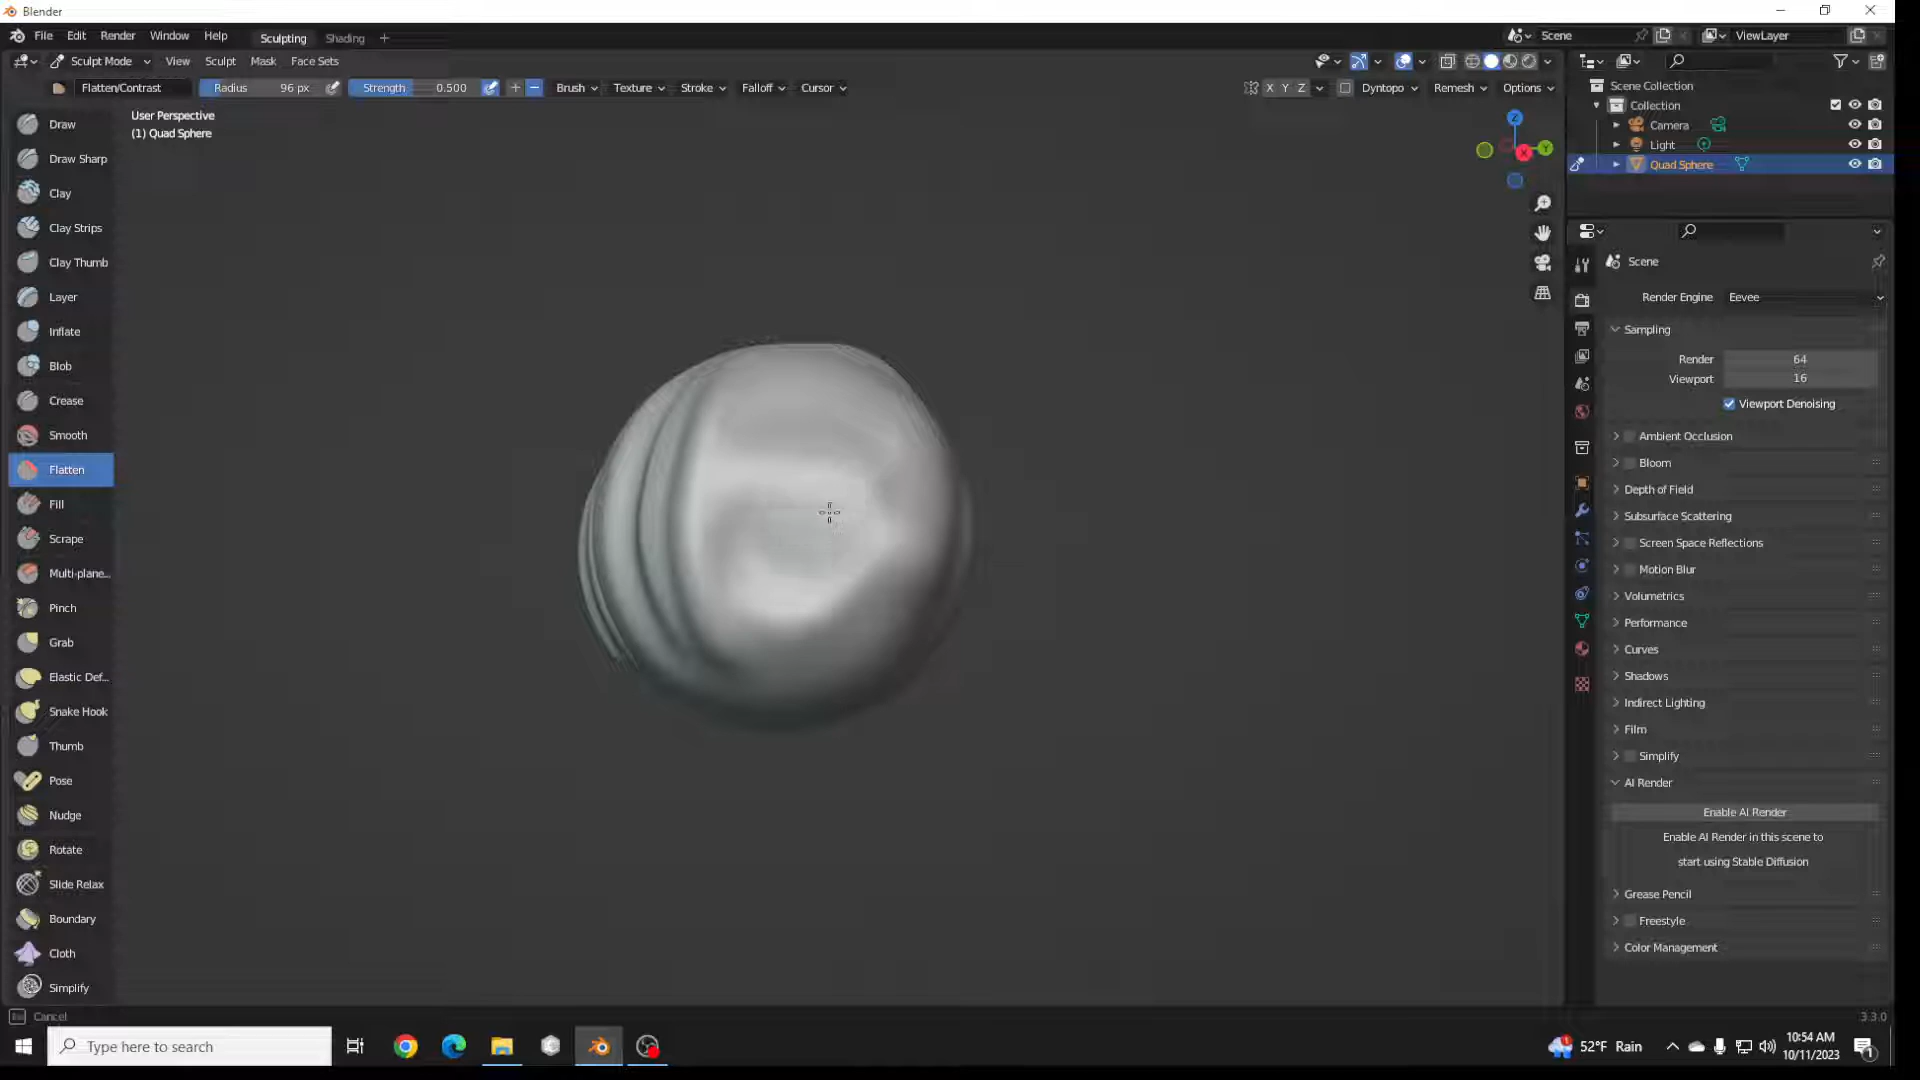 Blender
File Edit Render Window Help Sculpting Shading + Scene ViewLayer
Sculpt Mode View Sculpt Mask Face Sets
Flatten/Contrast Radius 96 px Strength 0.500 + − Brush Texture Stroke Falloff Cursor X Y Z Dyntopo Remesh Options
User Perspective
(1) Quad Sphere
Draw
Draw Sharp
Clay
Clay Strips
Clay Thumb
Layer
Inflate
Blob
Crease
Smooth
Flatten
Fill
Scrape
Multi-plane...
Pinch
Grab
Elastic Def...
Snake Hook
Thumb
Pose
Nudge
Rotate
Slide Relax
Boundary
Cloth
Simplify
Z
X
Y
Scene Collection
Collection
Camera
Light
Quad Sphere
Scene
Render Engine Eevee
Sampling
Render 64
Viewport 16
Viewport Denoising
Ambient Occlusion
Bloom
Depth of Field
Subsurface Scattering
Screen Space Reflections
Motion Blur
Volumetrics
Performance
Curves
Shadows
Indirect Lighting
Film
Simplify
AI Render
Enable AI Render
Enable AI Render in this scene to
start using Stable Diffusion
Grease Pencil
Freestyle
Color Management
Esc Cancel
3.3.0
Type here to search
52°F Rain
10:54 AM
10/11/2023
1